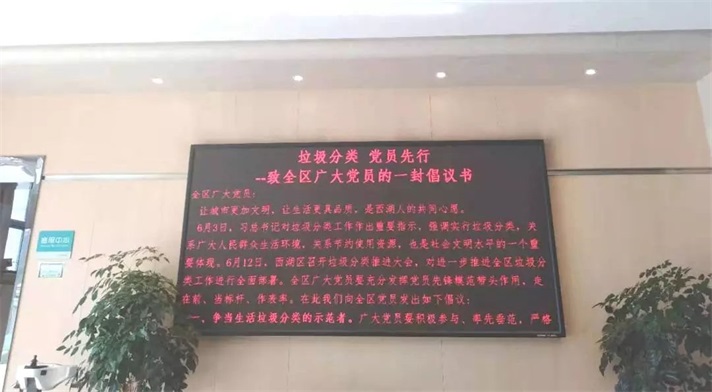 垃圾分类 党员先行
--致全区广大党员的一封倡议书
全区广大党员:
让城市更加文明,让生活更具品质,是西湖人的共同心愿。
6月3日,习总书记对垃圾分类工作作出重要指示,强调实行垃圾分类,关
系广大人民群众生活环境,关系节约使用资源,也是社会文明水平的一个重
要体现。6月12日,西湖区召开垃圾分类推进大会,对进一步推进全区垃圾分
类工作进行全面部署。全区广大党员要充分发挥党员先锋模范带头作用,走
在前、当标杆、作表率。在此我们向全区党员发出如下倡议:
一、争当生活垃圾分类的示范者。广大党员要积极参与、率先垂范,严格